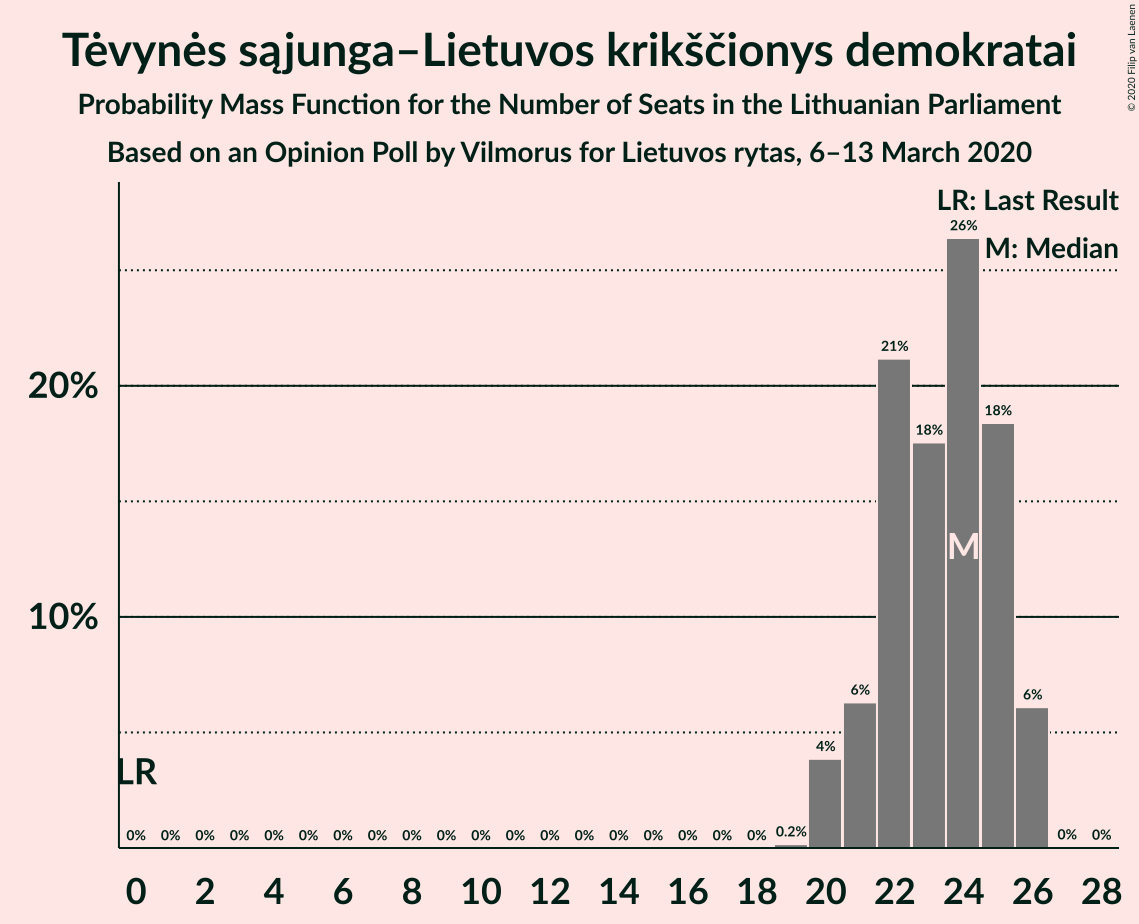 Tėvynės sąjunga–Lietuvos krikščionys demokratai
Probability Mass Function for the Number of Seats in the Lithuanian Parliament
Based on an Opinion Poll by Vilmorus for Lietuvos rytas, 6–13 March 2020
© 2020 Filip van Laenen
LR: Last Result
M: Median
26%
21%
20%
18%
18%
M
10%
6%
6%
4%
LR
0% 0% 0% 0% 0% 0% 0% 0% 0% 0% 0% 0% 0% 0% 0% 0% 0% 0% 0% 0.2% 0% 0%
0 2 4 6 8 10 12 14 16 18 20 22 24 26 28